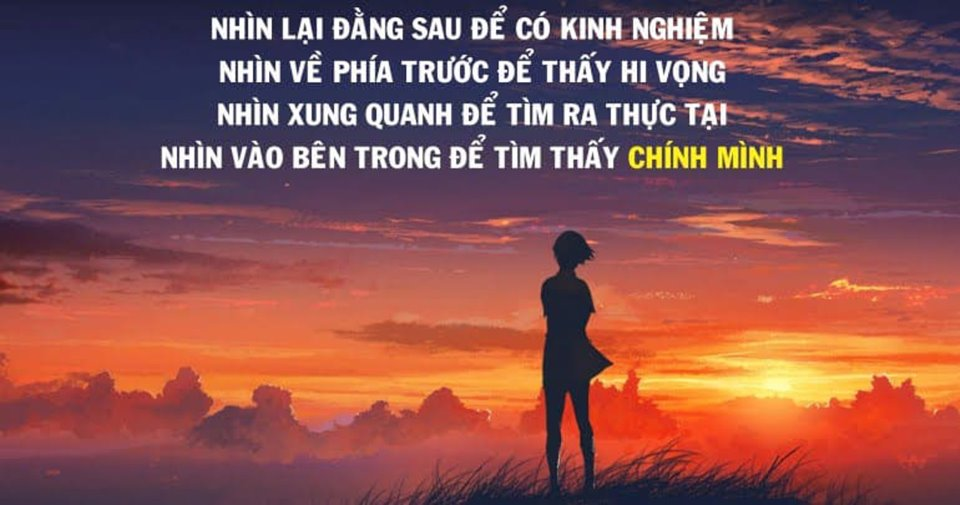 NHÌN LẠI ĐẰNG SAU ĐỂ CÓ KINH NGHIỆM
NHÌN VỀ PHÍA TRƯỚC ĐỂ THẤY HI VỌNG
NHÌN XUNG QUANH ĐỂ TÌM RA THỰC TẠI
NHÌN VÀO BÊN TRONG ĐỂ TÌM THẤY CHÍNH MÌNH